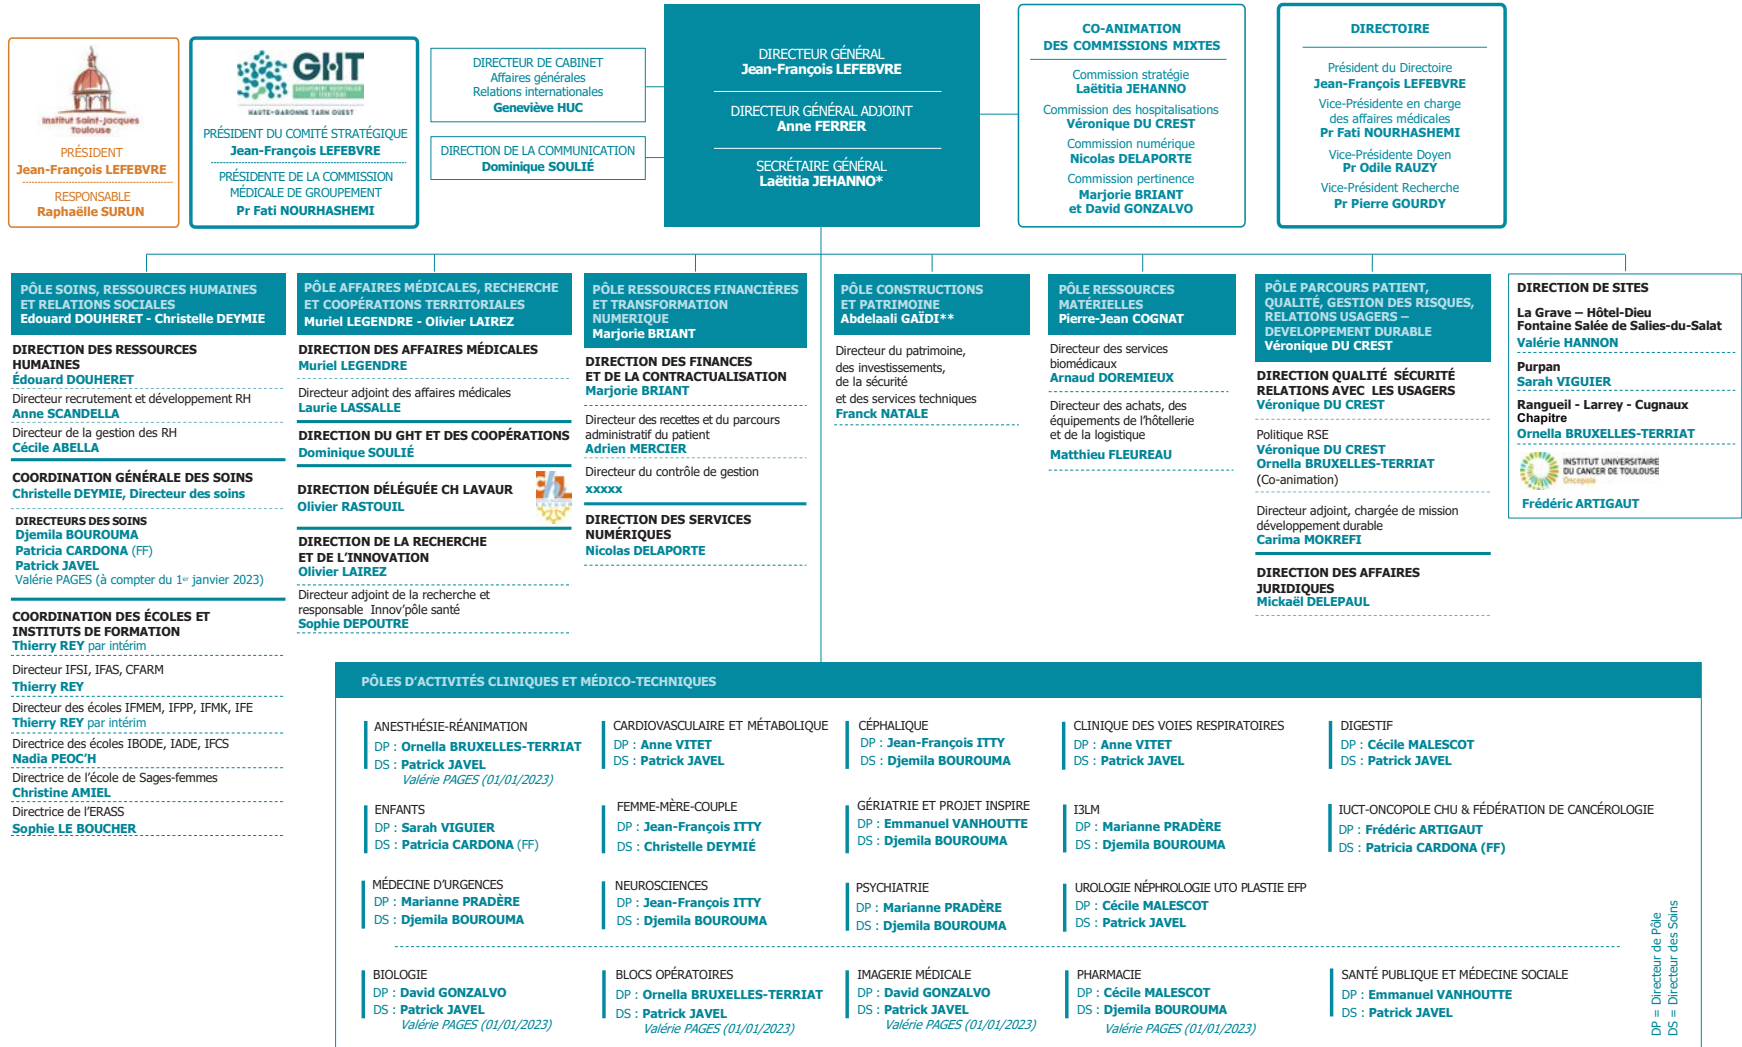 Institut Saint-Jacques
Toulouse
PRÉSIDENT
Jean-François LEFEBVRE
RESPONSABLE
Raphaëlle SURUN
GHT
GROUPEMENT HOSPITALIER
DE TERRITOIRE
HAUTE-GARONNE TARN OUEST
PRÉSIDENT DU COMITÉ STRATÉGIQUE
Jean-François LEFEBVRE
PRÉSIDENTE DE LA COMMISSION
MÉDICALE DE GROUPEMENT
Pr Fati NOURHASHEMI
DIRECTEUR DE CABINET
Affaires générales
Relations internationales
Geneviève HUC
DIRECTION DE LA COMMUNICATION
Dominique SOULIÉ
DIRECTEUR GÉNÉRAL
Jean-François LEFEBVRE
DIRECTEUR GÉNÉRAL ADJOINT
Anne FERRER
SECRÉTAIRE GÉNÉRAL
Laëtitia JEHANNO*
CO-ANIMATION
DES COMMISSIONS MIXTES
Commission stratégie
Laëtitia JEHANNO
Commission des hospitalisations
Véronique DU CREST
Commission numérique
Nicolas DELAPORTE
Commission pertinence
Marjorie BRIANT
et David GONZALVO
DIRECTOIRE
Président du Directoire
Jean-François LEFEBVRE
Vice-Présidente en charge
des affaires médicales
Pr Fati NOURHASHEMI
Vice-Présidente Doyen
Pr Odile RAUZY
Vice-Président Recherche
Pr Pierre GOURDY
PÔLE SOINS, RESSOURCES HUMAINES
ET RELATIONS SOCIALES
Edouard DOUHERET - Christelle DEYMIE
DIRECTION DES RESSOURCES
HUMAINES
Édouard DOUHERET
Directeur recrutement et développement RH
Anne SCANDELLA
Directeur de la gestion des RH
Cécile ABELLA
COORDINATION GÉNÉRALE DES SOINS
Christelle DEYMIE, Directeur des soins
DIRECTEURS DES SOINS
Djemila BOUROUMA
Patricia CARDONA (FF)
Patrick JAVEL
Valérie PAGES (à compter du 1er janvier 2023)
COORDINATION DES ÉCOLES ET
INSTITUTS DE FORMATION
Thierry REY par intérim
Directeur IFSI, IFAS, CFARM
Thierry REY
Directeur des écoles IFMEM, IFPP, IFMK, IFE
Thierry REY par intérim
Directrice des écoles IBODE, IADE, IFCS
Nadia PEOC'H
Directrice de l'école de Sages-femmes
Christine AMIEL
Directrice de l'ERASS
Sophie LE BOUCHER
PÔLE AFFAIRES MÉDICALES, RECHERCHE
ET COOPÉRATIONS TERRITORIALES
Muriel LEGENDRE - Olivier LAIREZ
DIRECTION DES AFFAIRES MÉDICALES
Muriel LEGENDRE
Directeur adjoint des affaires médicales
Laurie LASSALLE
DIRECTION DU GHT ET DES COOPÉRATIONS
Dominique SOULIÉ
DIRECTION DÉLÉGUÉE CH LAVAUR
Olivier RASTOUIL
DIRECTION DE LA RECHERCHE
ET DE L'INNOVATION
Olivier LAIREZ
Directeur adjoint de la recherche et
responsable Innov'pôle santé
Sophie DEPOUTRE
PÔLE RESSOURCES FINANCIÈRES
ET TRANSFORMATION
NUMERIQUE
Marjorie BRIANT
DIRECTION DES FINANCES
ET DE LA CONTRACTUALISATION
Marjorie BRIANT
Directeur des recettes et du parcours
administratif du patient
Adrien MERCIER
Directeur du contrôle de gestion
xxxxx
DIRECTION DES SERVICES
NUMÉRIQUES
Nicolas DELAPORTE
PÔLE CONSTRUCTIONS
ET PATRIMOINE
Abdelaali GAÏDI**
Directeur du patrimoine,
des investissements,
de la sécurité
et des services techniques
Franck NATALE
PÔLE RESSOURCES
MATÉRIELLES
Pierre-Jean COGNAT
Directeur des services
biomédicaux
Arnaud DOREMIEUX
Directeur des achats, des
équipements de l'hôtellerie
et de la logistique
Matthieu FLEUREAU
PÔLE PARCOURS PATIENT,
QUALITÉ, GESTION DES RISQUES,
RELATIONS USAGERS –
DEVELOPPEMENT DURABLE
Véronique DU CREST
DIRECTION QUALITÉ SÉCURITÉ
RELATIONS AVEC LES USAGERS
Véronique DU CREST
Politique RSE
Véronique DU CREST
Ornella BRUXELLES-TERRIAT
(Co-animation)
Directeur adjoint, chargée de mission
développement durable
Carima MOKREFI
DIRECTION DES AFFAIRES
JURIDIQUES
Mickaël DELEPAUL
DIRECTION DE SITES
La Grave – Hôtel-Dieu
Fontaine Salée de Salies-du-Salat
Valérie HANNON
Purpan
Sarah VIGUIER
Rangueil - Larrey - Cugnaux
Chapitre
Ornella BRUXELLES-TERRIAT
INSTITUT UNIVERSITAIRE
DU CANCER DE TOULOUSE
Oncopole
Frédéric ARTIGAUT
PÔLES D'ACTIVITÉS CLINIQUES ET MÉDICO-TECHNIQUES
ANESTHÉSIE-RÉANIMATION
DP : Ornella BRUXELLES-TERRIAT
DS : Patrick JAVEL
Valérie PAGES (01/01/2023)
CARDIOVASCULAIRE ET MÉTABOLIQUE
DP : Anne VITET
DS : Patrick JAVEL
CÉPHALIQUE
DP : Jean-François ITTY
DS : Djemila BOUROUMA
CLINIQUE DES VOIES RESPIRATOIRES
DP : Anne VITET
DS : Patrick JAVEL
DIGESTIF
DP : Cécile MALESCOT
DS : Patrick JAVEL
ENFANTS
DP : Sarah VIGUIER
DS : Patricia CARDONA (FF)
FEMME-MÈRE-COUPLE
DP : Jean-François ITTY
DS : Christelle DEYMIÉ
GÉRIATRIE ET PROJET INSPIRE
DP : Emmanuel VANHOUTTE
DS : Djemila BOUROUMA
I3LM
DP : Marianne PRADÈRE
DS : Djemila BOUROUMA
IUCT-ONCOPOLE CHU & FÉDÉRATION DE CANCÉROLOGIE
DP : Frédéric ARTIGAUT
DS : Patricia CARDONA (FF)
MÉDECINE D'URGENCES
DP : Marianne PRADÈRE
DS : Djemila BOUROUMA
NEUROSCIENCES
DP : Jean-François ITTY
DS : Djemila BOUROUMA
PSYCHIATRIE
DP : Marianne PRADÈRE
DS : Djemila BOUROUMA
UROLOGIE NÉPHROLOGIE UTO PLASTIE EFP
DP : Cécile MALESCOT
DS : Patrick JAVEL
BIOLOGIE
DP : David GONZALVO
DS : Patrick JAVEL
Valérie PAGES (01/01/2023)
BLOCS OPÉRATOIRES
DP : Ornella BRUXELLES-TERRIAT
DS : Patrick JAVEL
Valérie PAGES (01/01/2023)
IMAGERIE MÉDICALE
DP : David GONZALVO
DS : Patrick JAVEL
Valérie PAGES (01/01/2023)
PHARMACIE
DP : Cécile MALESCOT
DS : Djemila BOUROUMA
Valérie PAGES (01/01/2023)
SANTÉ PUBLIQUE ET MÉDECINE SOCIALE
DP : Emmanuel VANHOUTTE
DS : Patrick JAVEL
DP = Directeur de Pôle
DS = Directeur des Soins